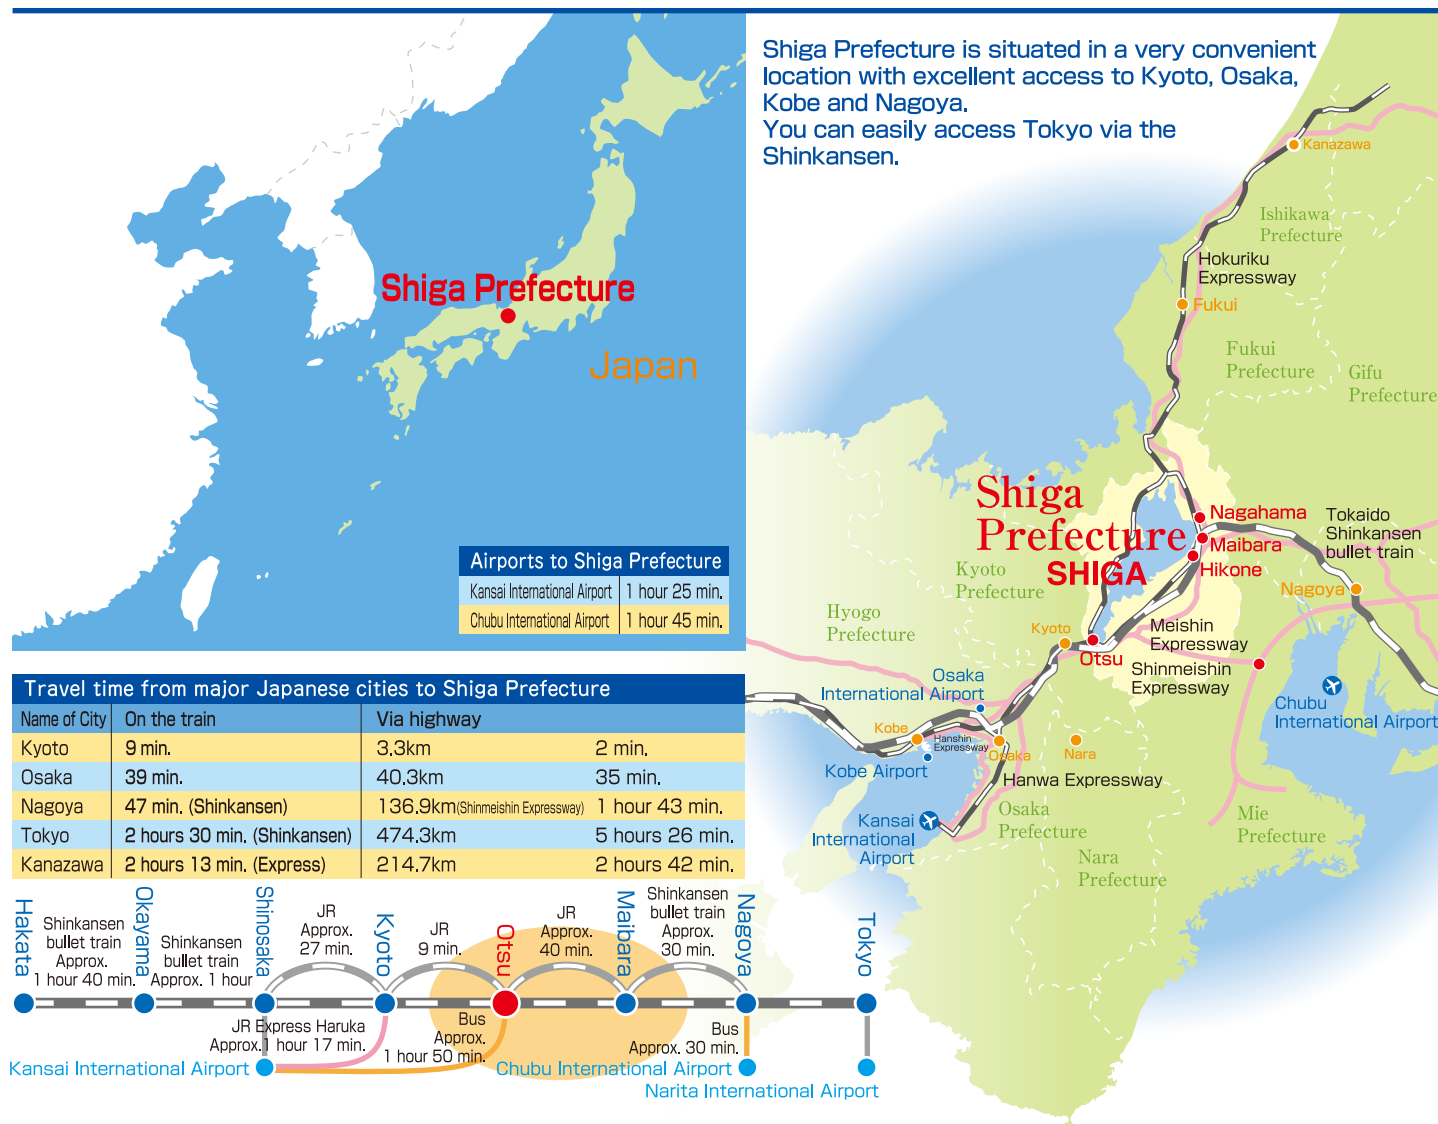 Shiga Prefecture is situated in a very convenient
location with excellent access to Kyoto, Osaka,
Kobe and Nagoya.
You can easily access Tokyo via the
Shinkansen.
Shiga Prefecture
Japan
Airports to Shiga Prefecture
Kansai International Airport 1 hour 25 min.
Chubu International Airport 1 hour 45 min.
Kanazawa
Ishikawa
Prefecture
Hokuriku
Expressway
Fukui
Fukui
Prefecture
Gifu
Prefecture
Shiga
Prefecture
SHIGA
Nagahama
Maibara
Hikone
Tokaido
Shinkansen
bullet train
Nagoya
Kyoto
Prefecture
Hyogo
Prefecture
Kyoto
Otsu
Meishin
Expressway
Shinmeishin
Expressway
Osaka
International Airport
Chubu
International Airport
Kobe
Hanshin
Expressway
Osaka
Nara
Kobe Airport
Hanwa Expressway
Kansai
International
Airport
Osaka
Prefecture
Mie
Prefecture
Nara
Prefecture
Travel time from major Japanese cities to Shiga Prefecture
Name of City On the train Via highway
Kyoto 9 min. 3.3km 2 min.
Osaka 39 min. 40.3km 35 min.
Nagoya 47 min. (Shinkansen) 136.9km(Shinmeishin Expressway) 1 hour 43 min.
Tokyo 2 hours 30 min. (Shinkansen) 474.3km 5 hours 26 min.
Kanazawa 2 hours 13 min. (Express) 214.7km 2 hours 42 min.
Hakata
Shinkansen
bullet train
Approx.
1 hour 40 min.
Okayama
Shinkansen
bullet train
Approx. 1 hour
Shinosaka
JR
Approx.
27 min.
Kyoto
JR
9 min.
Otsu
JR
Approx.
40 min.
Maibara
Shinkansen
bullet train
Approx.
30 min.
Nagoya
Tokyo
JR Express Haruka
Approx.1 hour 17 min.
Bus
Approx.
1 hour 50 min.
Bus
Approx. 30 min.
Kansai International Airport
Chubu International Airport
Narita International Airport